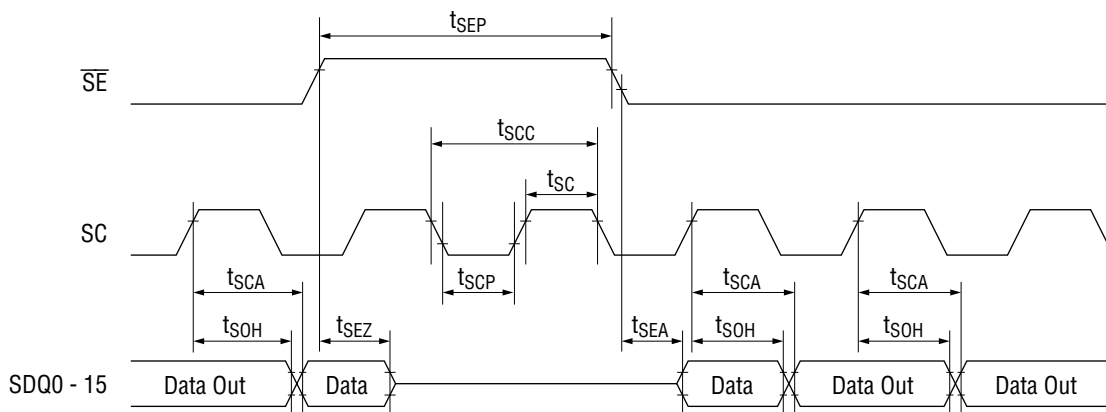 tSEP
SE
tSCC
tSC
SC
tSCA
tSCP
tSCA
tSCA
tSOH
tSEZ
tSEA
tSOH
tSOH
SDQ0 - 15
Data Out
Data
Data
Data Out
Data Out